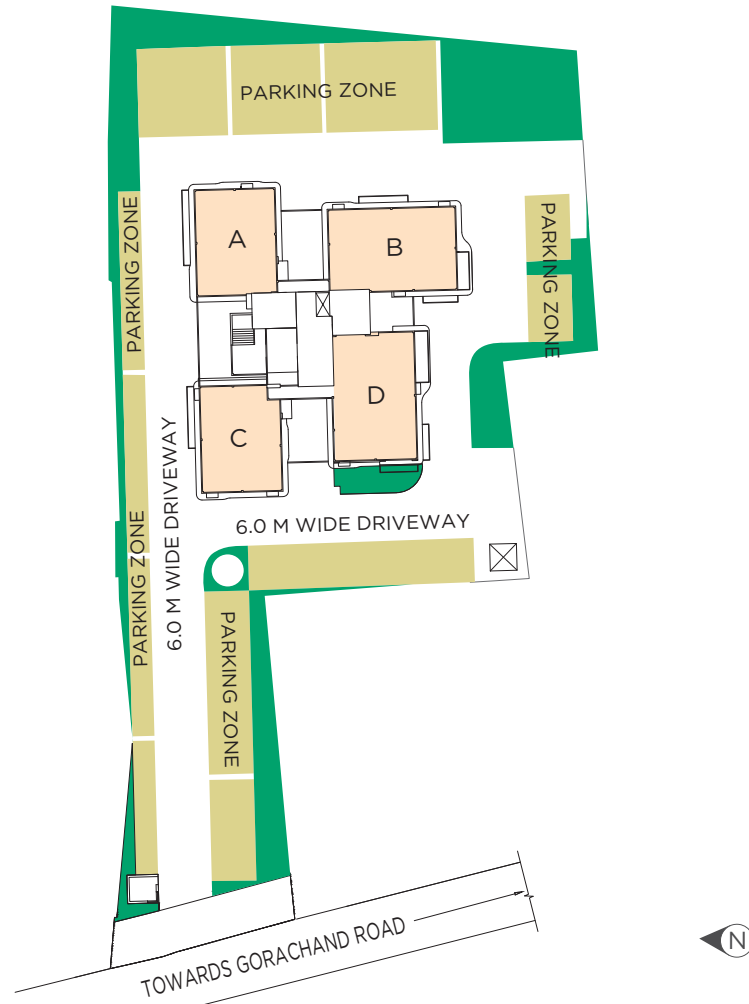 PARKING ZONE
PARKING ZONE
PARKING ZONE
A
B
C
D
6.0 M WIDE DRIVEWAY
6.0 M WIDE DRIVEWAY
PARKING ZONE
PARKING ZONE
TOWARDS GORACHAND ROAD
N